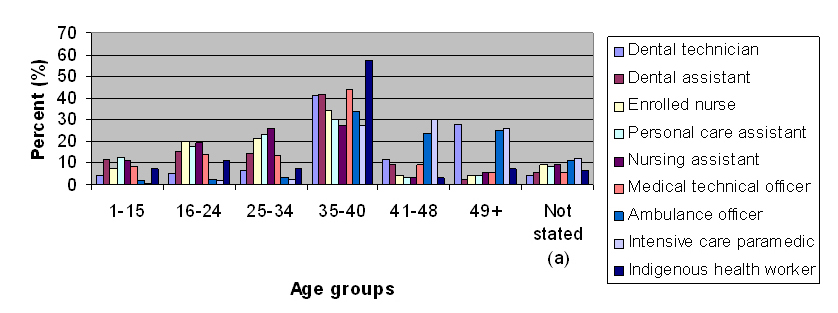 70
60
50
40
30
20
10
0
Percent (%)
1-15
16-24
25-34
35-40
41-48
49+
Not
stated
(a)
Age groups
Dental technician
Dental assistant
Enrolled nurse
Personal care assistant
Nursing assistant
Medical technical officer
Ambulance officer
Intensive care paramedic
Indigenous health worker